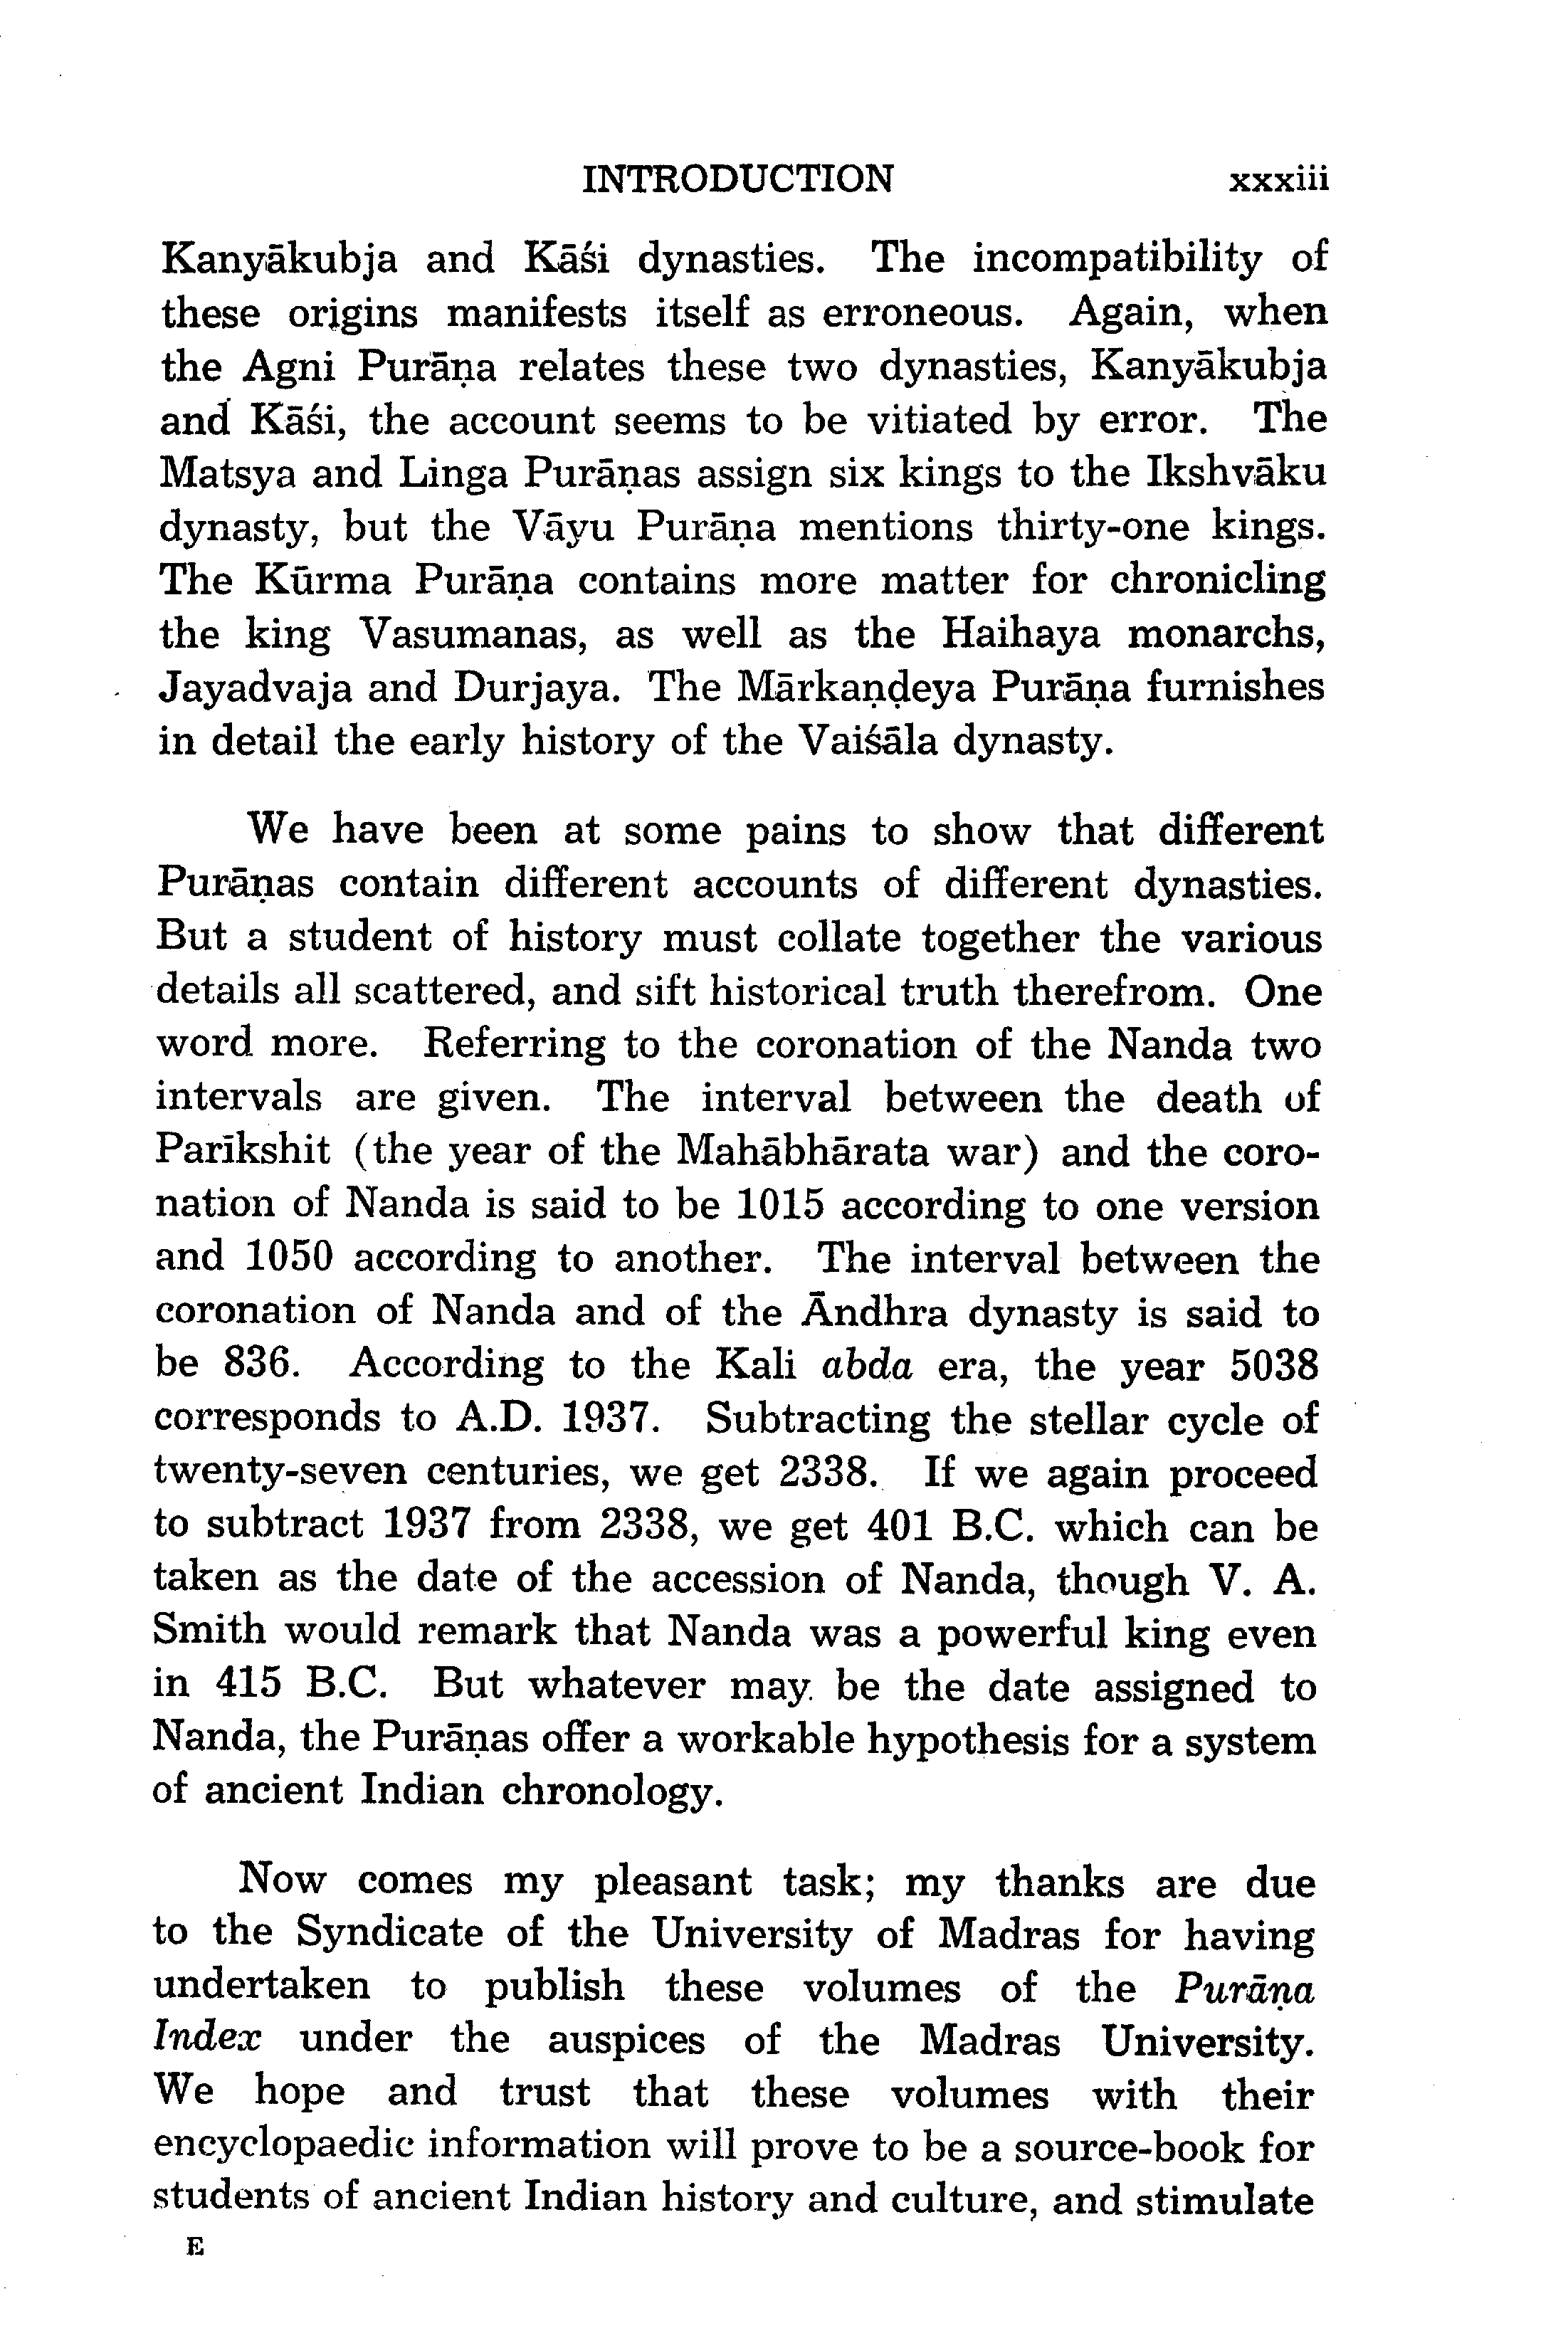 INTRODUCTION xxxiii
Kanyākubja and Kāśi dynasties. The incompatibility of
these origins manifests itself as erroneous. Again, when
the Agni Purāṇa relates these two dynasties, Kanyākubja
and Kāśi, the account seems to be vitiated by error. The
Matsya and Linga Purāṇas assign six kings to the Ikshvāku
dynasty, but the Vāyu Purāṇa mentions thirty-one kings.
The Kūrma Purāṇa contains more matter for chronicling
the king Vasumanas, as well as the Haihaya monarchs,
Jayadvaja and Durjaya. The Mārkaṇḍeya Purāṇa furnishes
in detail the early history of the Vaiśāla dynasty.
We have been at some pains to show that different
Purāṇas contain different accounts of different dynasties.
But a student of history must collate together the various
details all scattered, and sift historical truth therefrom. One
word more. Referring to the coronation of the Nanda two
intervals are given. The interval between the death of
Parīkshit (the year of the Mahābhārata war) and the coro-
nation of Nanda is said to be 1015 according to one version
and 1050 according to another. The interval between the
coronation of Nanda and of the Āndhra dynasty is said to
be 836. According to the Kali abda era, the year 5038
corresponds to A.D. 1937. Subtracting the stellar cycle of
twenty-seven centuries, we get 2338. If we again proceed
to subtract 1937 from 2338, we get 401 B.C. which can be
taken as the date of the accession of Nanda, though V. A.
Smith would remark that Nanda was a powerful king even
in 415 B.C. But whatever may be the date assigned to
Nanda, the Purāṇas offer a workable hypothesis for a system
of ancient Indian chronology.
Now comes my pleasant task; my thanks are due
to the Syndicate of the University of Madras for having
undertaken to publish these volumes of the Purāṇa
Index under the auspices of the Madras University.
We hope and trust that these volumes with their
encyclopaedic information will prove to be a source-book for
students of ancient Indian history and culture, and stimulate
E